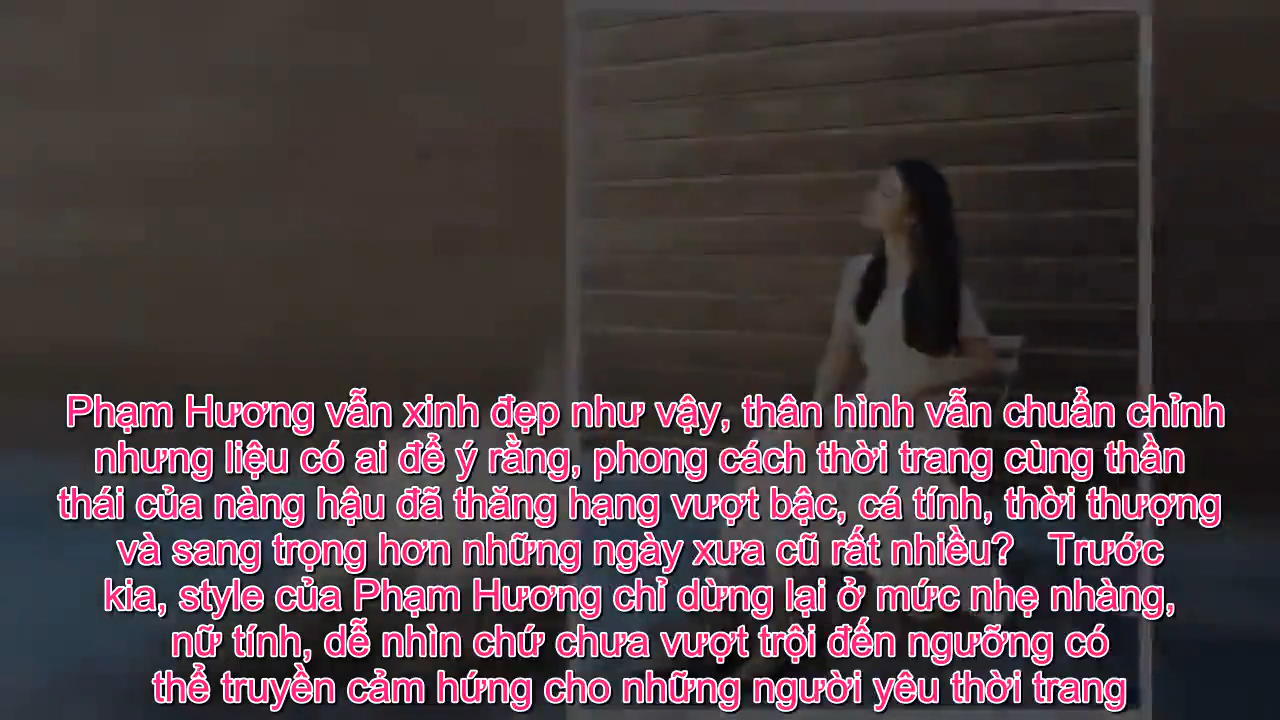 Phạm Hương vẫn xinh đẹp như vậy, thân hình vẫn chuẩn chỉnh
nhưng liệu có ai để ý rằng, phong cách thời trang cùng thần
thái của nàng hậu đã thăng hạng vượt bậc, cá tính, thời thượng
và sang trọng hơn những ngày xưa cũ rất nhiều? Trước
kia, style của Phạm Hương chỉ dừng lại ở mức nhẹ nhàng,
nữ tính, dễ nhìn chứ chưa vượt trội đến ngưỡng có
thể truyền cảm hứng cho những người yêu thời trang